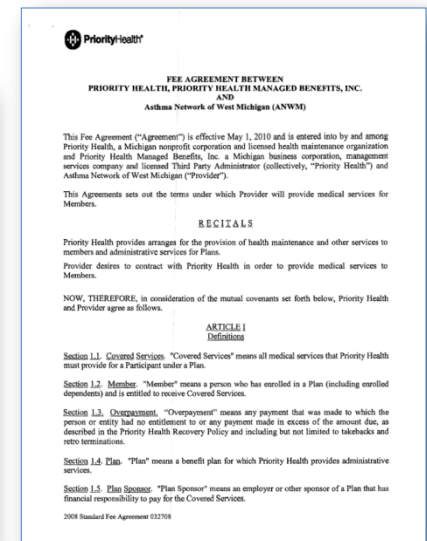 PriorityHealth
FEE AGREEMENT BETWEEN
PRIORITY HEALTH, PRIORITY HEALTH MANAGED BENEFITS, INC.
AND
Asthma Network of West Michigan (ANWM)
This Fee Agreement ("Agreement") is effective May 1, 2010 and is entered into by and among
Priority Health, a Michigan nonprofit corporation and licensed health maintenance organization
and Priority Health Managed Benefits, Inc. a Michigan business corporation, management
services company and licensed Third Party Administrator (collectively, "Priority Health") and
Asthma Network of West Michigan ("Provider").
This Agreements sets out the terms under which Provider will provide medical services for
Members.
RECITALS
Priority Health provides arranges for the provision of health maintenance and other services to
members and administrative services for Plans.
Provider desires to contract with Priority Health in order to provide medical services to
Members.
NOW, THEREFORE, in consideration of the mutual covenants set forth below, Priority Health
and Provider agree as follows.
ARTICLE I
Definitions
Section 1.1. Covered Services. "Covered Services" means all medical services that Priority Health
must provide for a Participant under a Plan.
Section 1.2. Member. "Member" means a person who has enrolled in a Plan (including enrolled
dependents) and is entitled to receive Covered Services.
Section 1.3. Overpayment. "Overpayment" means any payment that was made to which the
person or entity had no entitlement to or any payment made in excess of the amount due, as
described in the Priority Health Recovery Policy and including but not limited to takebacks and
retro terminations.
Section 1.4. Plan. "Plan" means a benefit plan for which Priority Health provides administrative
services.
Section 1.5. Plan Sponsor. "Plan Sponsor" means an employer or other sponsor of a Plan that has
financial responsibility to pay for the Covered Services.
2008 Standard Fee Agreement 032708